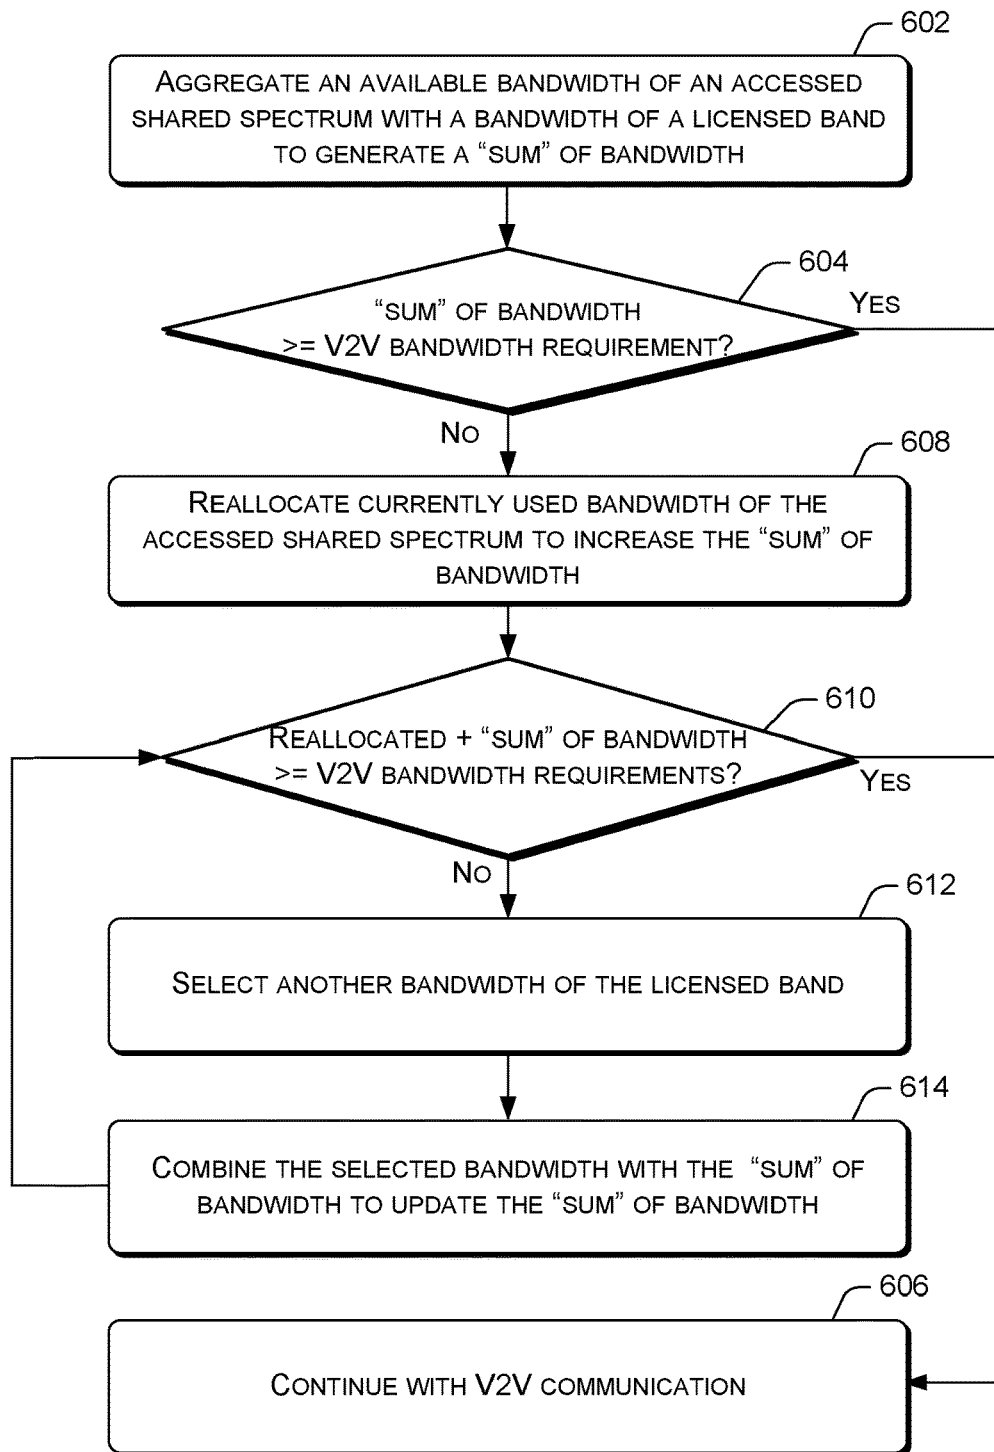 602
AGGREGATE AN AVAILABLE BANDWIDTH OF AN ACCESSED
SHARED SPECTRUM WITH A BANDWIDTH OF A LICENSED BAND
TO GENERATE A “SUM” OF BANDWIDTH
604
“SUM” OF BANDWIDTH
>= V2V BANDWIDTH REQUIREMENT?
YES
NO
608
REALLOCATE CURRENTLY USED BANDWIDTH OF THE
ACCESSED SHARED SPECTRUM TO INCREASE THE “SUM” OF
BANDWIDTH
610
REALLOCATED + “SUM” OF BANDWIDTH
>= V2V BANDWIDTH REQUIREMENTS?
YES
NO
612
SELECT ANOTHER BANDWIDTH OF THE LICENSED BAND
614
COMBINE THE SELECTED BANDWIDTH WITH THE “SUM” OF
BANDWIDTH TO UPDATE THE “SUM” OF BANDWIDTH
606
CONTINUE WITH V2V COMMUNICATION